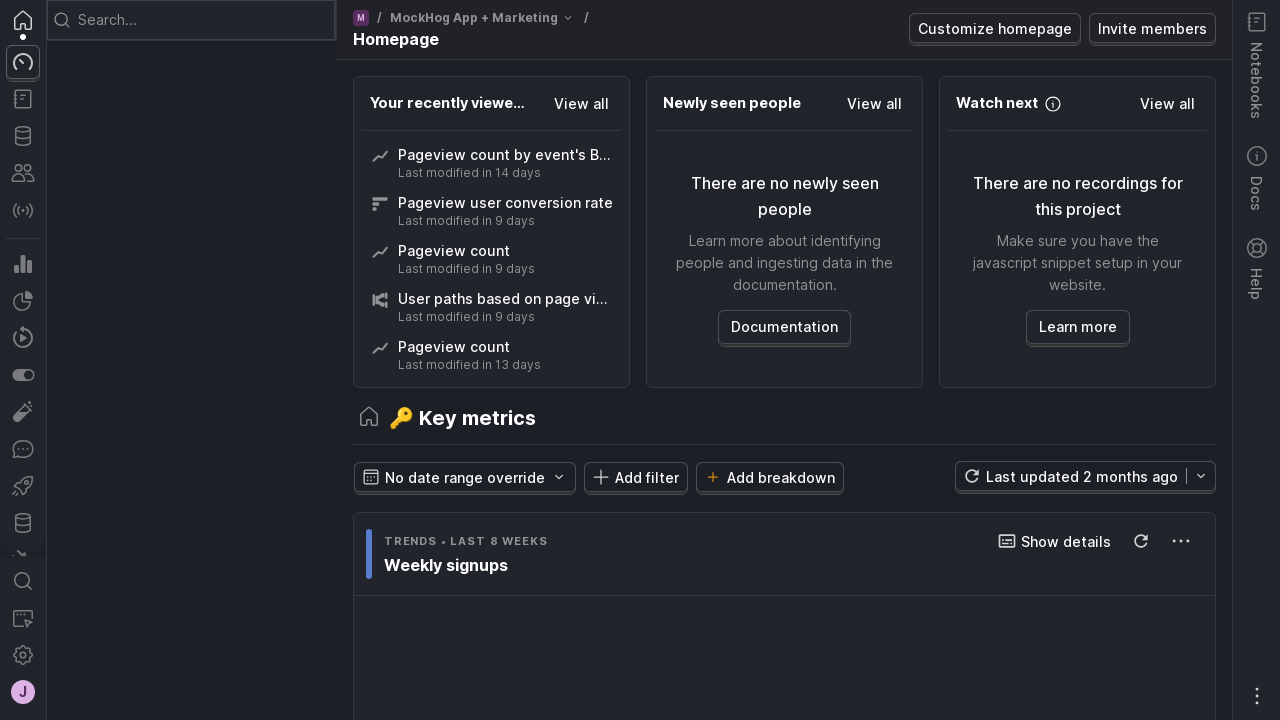 Search...
M / MockHog App + Marketing /
Homepage
Customize homepage
Invite members
Your recently viewe...
View all
Pageview count by event's B...
Last modified in 14 days
Pageview user conversion rate
Last modified in 9 days
Pageview count
Last modified in 9 days
User paths based on page vi...
Last modified in 9 days
Pageview count
Last modified in 13 days
Newly seen people
View all
There are no newly seen
people
Learn more about identifying
people and ingesting data in the
documentation.
Documentation
Watch next
View all
There are no recordings for
this project
Make sure you have the
javascript snippet setup in your
website.
Learn more
🔑 Key metrics
No date range override
Add filter
Add breakdown
Last updated 2 months ago
TRENDS • LAST 8 WEEKS
Weekly signups
Show details
J
Notebooks
Docs
Help